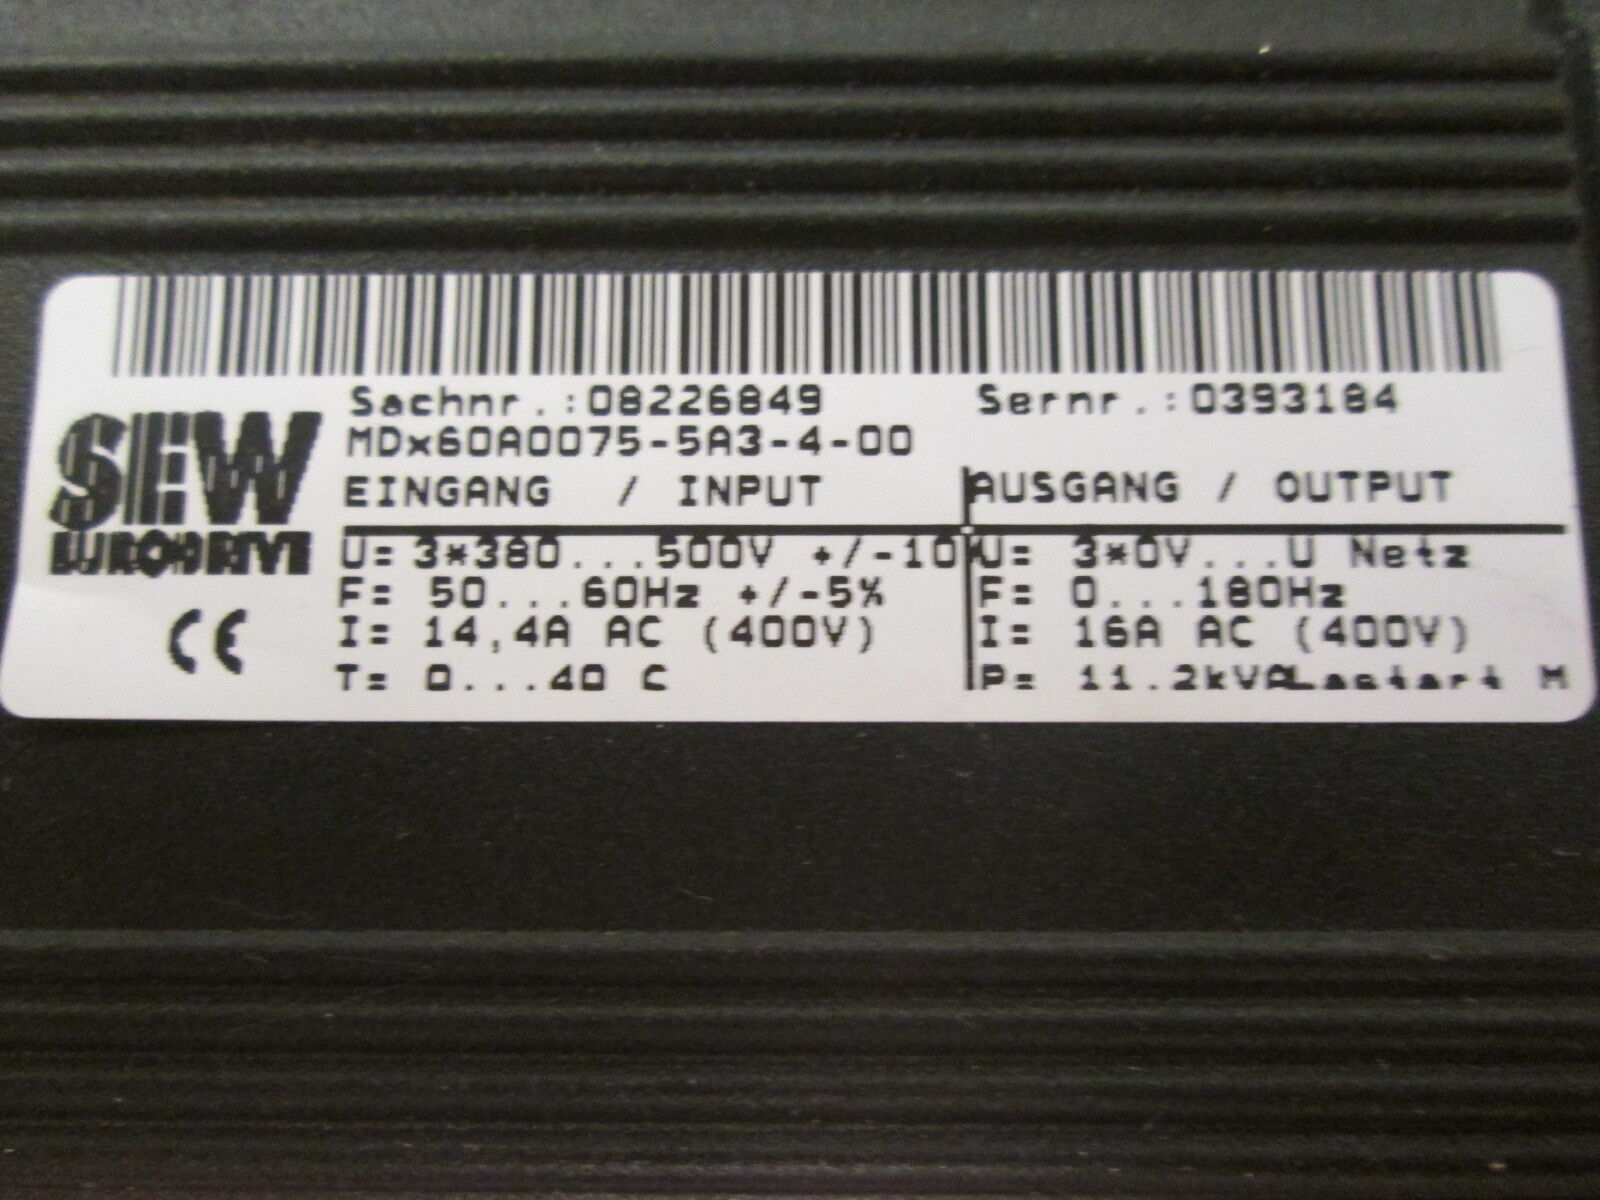 Sachnr.:08226849 Sernr.:0393184
MDx60A0075-5A3-4-00
SEW
EURODRIVE
EINGANG / INPUT AUSGANG / OUTPUT
U= 3*380...500V +/-10% U= 3*0V...U Netz
F= 50...60Hz +/-5% F= 0...180Hz
I= 14,4A AC (400V) I= 16A AC (400V)
CE
T= 0...40 C P= 11.2kVA Lastart M